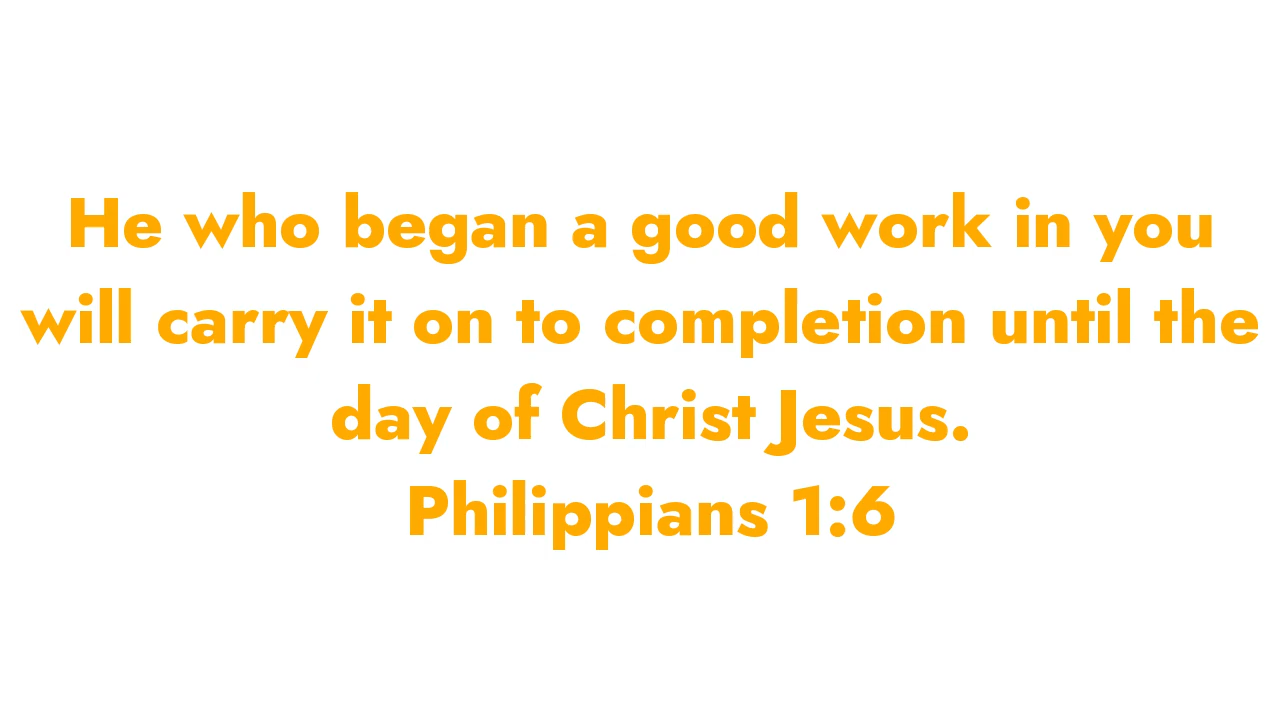 He who began a good work in you
will carry it on to completion until the
day of Christ Jesus.
Philippians 1:6